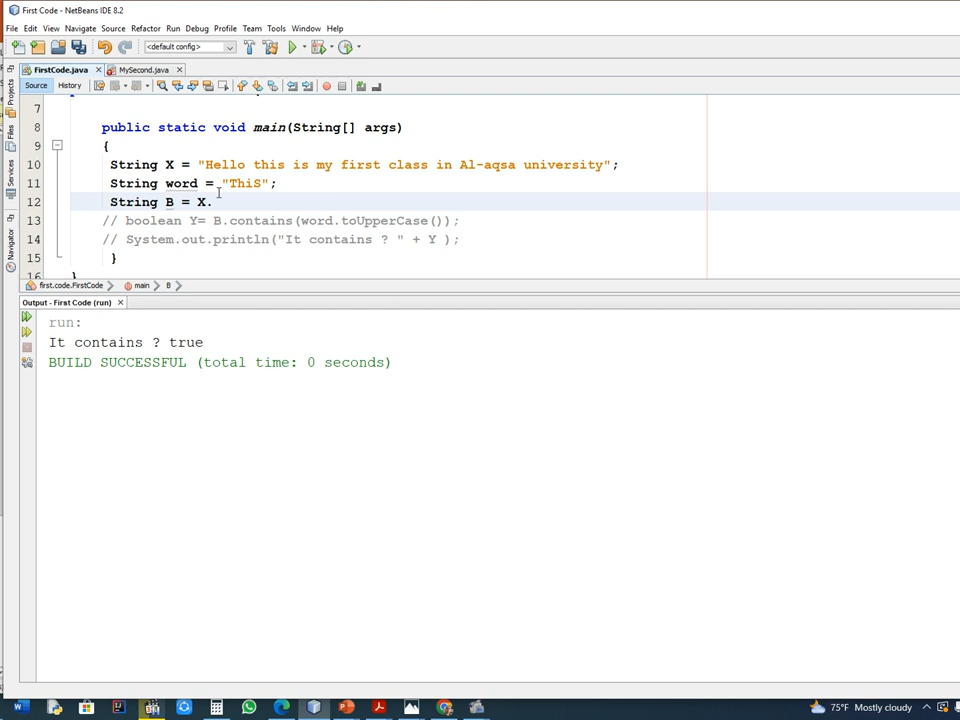 First Code - NetBeans IDE 8.2
File Edit View Navigate Source Refactor Run Debug Profile Team Tools Window Help
<default config>
FirstCode.java MySecond.java
Source History
7
8 public static void main(String[] args)
9 {
10 String X = "Hello this is my first class in Al-aqsa university";
11 String word = "ThiS";
12 String B = X.
13 // boolean Y= B.contains(word.toUpperCase());
14 // System.out.println("It contains ? " + Y );
15 }
16 }
first.code.FirstCode main B
Output - First Code (run)
run:
It contains ? true
BUILD SUCCESSFUL (total time: 0 seconds)
Projects
Files
Services
Navigator
75°F Mostly cloudy